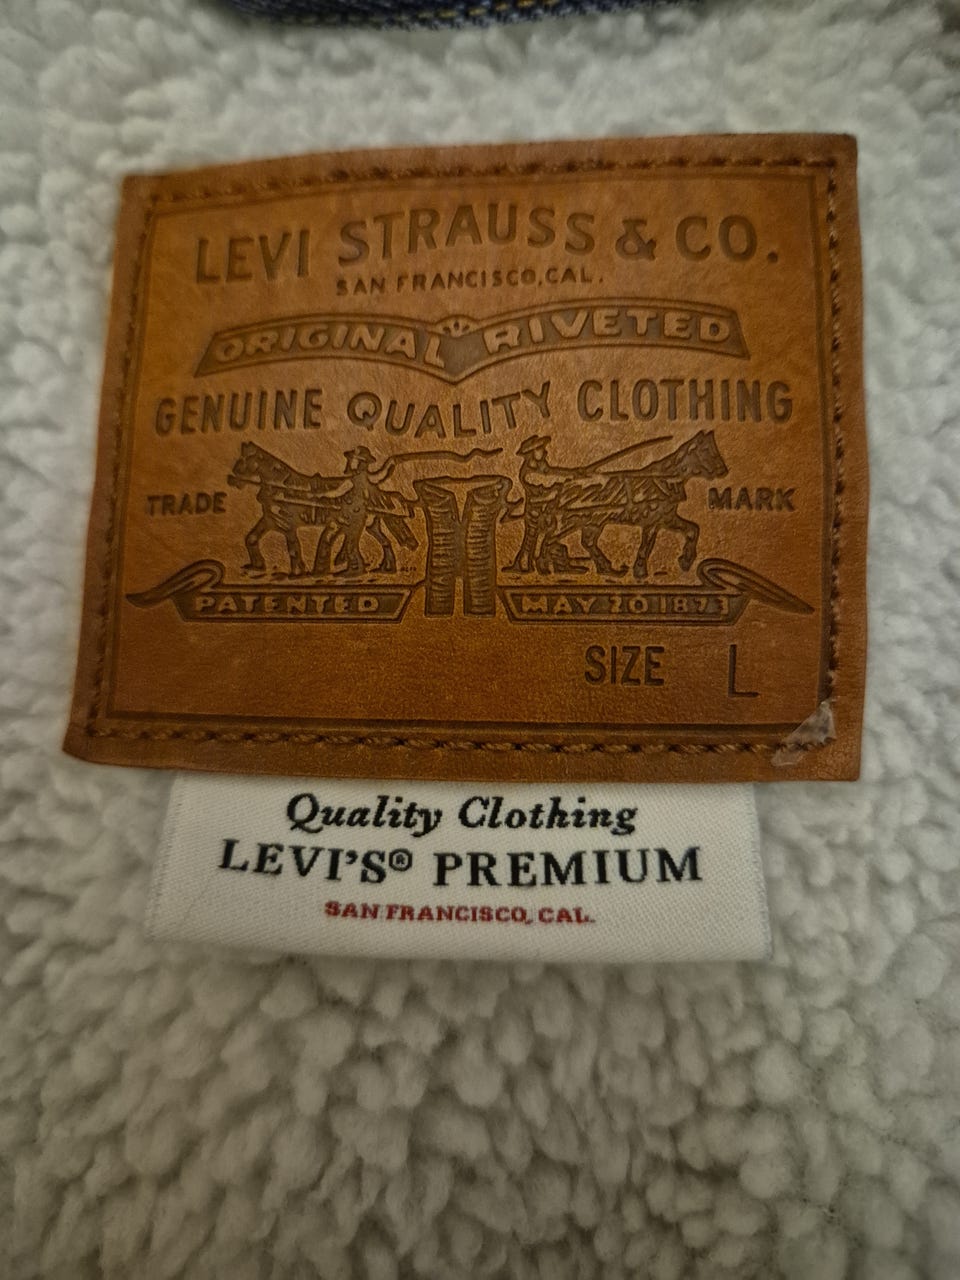 LEVI STRAUSS & CO.
SAN FRANCISCO, CAL.
ORIGINAL RIVETED
GENUINE QUALITY CLOTHING
TRADE MARK
PATENTED MAY 20 1873
SIZE L
Quality Clothing
LEVI'S® PREMIUM
SAN FRANCISCO, CAL.